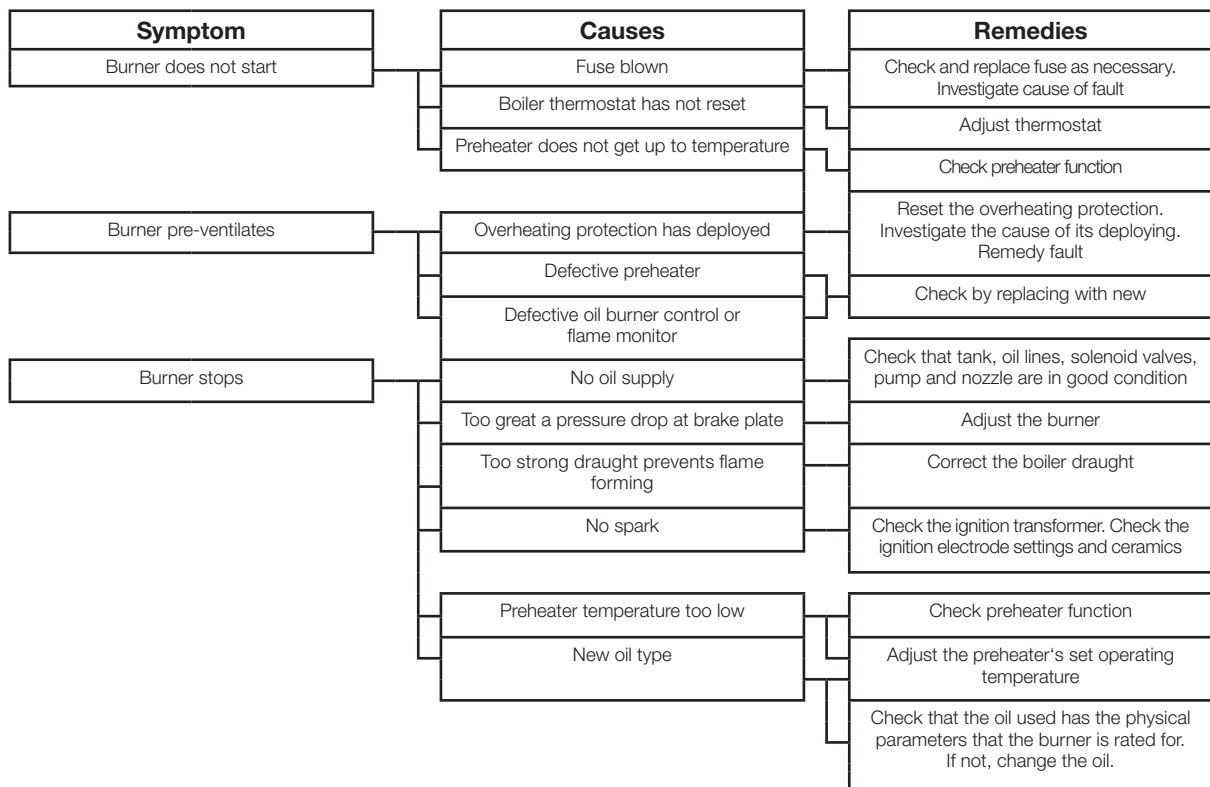 Symptom
Causes
Remedies
Burner does not start
Fuse blown
Check and replace fuse as necessary.
Investigate cause of fault
Boiler thermostat has not reset
Adjust thermostat
Preheater does not get up to temperature
Check preheater function
Burner pre-ventilates
Overheating protection has deployed
Reset the overheating protection.
Investigate the cause of its deploying.
Remedy fault
Defective preheater
Check by replacing with new
Defective oil burner control or
flame monitor
Burner stops
No oil supply
Check that tank, oil lines, solenoid valves,
pump and nozzle are in good condition
Too great a pressure drop at brake plate
Adjust the burner
Too strong draught prevents flame
forming
Correct the boiler draught
No spark
Check the ignition transformer. Check the
ignition electrode settings and ceramics
Preheater temperature too low
Check preheater function
New oil type
Adjust the preheater‘s set operating
temperature
Check that the oil used has the physical
parameters that the burner is rated for.
If not, change the oil.